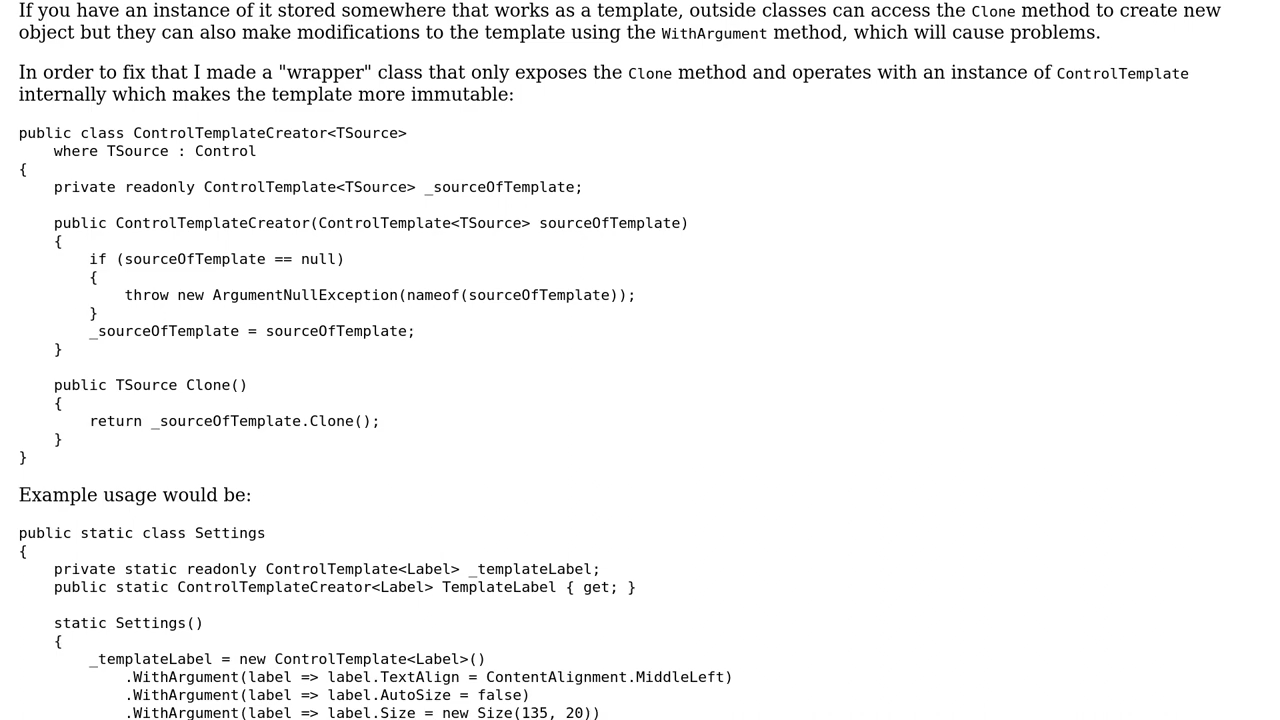 If you have an instance of it stored somewhere that works as a template, outside classes can access the Clone method to create new
object but they can also make modifications to the template using the WithArgument method, which will cause problems.
In order to fix that I made a "wrapper" class that only exposes the Clone method and operates with an instance of ControlTemplate
internally which makes the template more immutable:
public class ControlTemplateCreator<TSource>
    where TSource : Control
{
    private readonly ControlTemplate<TSource> _sourceOfTemplate;
    public ControlTemplateCreator(ControlTemplate<TSource> sourceOfTemplate)
    {
        if (sourceOfTemplate == null)
        {
            throw new ArgumentNullException(nameof(sourceOfTemplate));
        }
        _sourceOfTemplate = sourceOfTemplate;
    }
    public TSource Clone()
    {
        return _sourceOfTemplate.Clone();
    }
}
Example usage would be:
public static class Settings
{
    private static readonly ControlTemplate<Label> _templateLabel;
    public static ControlTemplateCreator<Label> TemplateLabel { get; }
    static Settings()
    {
        _templateLabel = new ControlTemplate<Label>()
            .WithArgument(label => label.TextAlign = ContentAlignment.MiddleLeft)
            .WithArgument(label => label.AutoSize = false)
            .WithArgument(label => label.Size = new Size(135, 20))